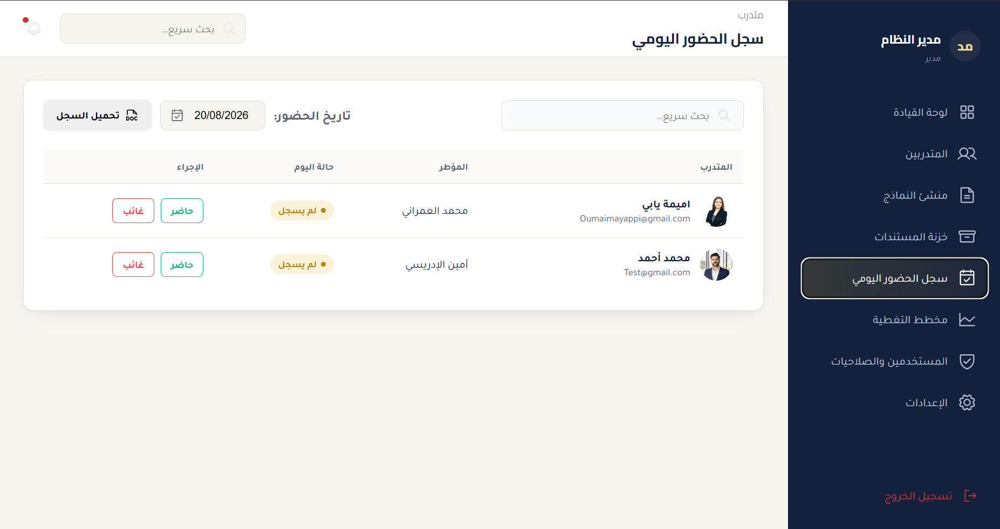 مد
مدير النظام
مدير
لوحة القيادة
المتدربين
منشئ النماذج
خزنة المستندات
سجل الحضور اليومي
مخطط التغطية
المستخدمين والصلاحيات
الإعدادات
تسجيل الخروج
متدرب
سجل الحضور اليومي
بحث سريع...
بحث سريع...
تاريخ الحضور:
20/08/2026
DOC
تحميل السجل
المتدرب المؤطر حالة اليوم الإجراء
اميمة يابي
Oumaimayappi@gmail.com
محمد العمراني
لم يسجل
حاضر
غائب
محمد أحمد
Test@gmail.com
أمين الإدريسي
لم يسجل
حاضر
غائب